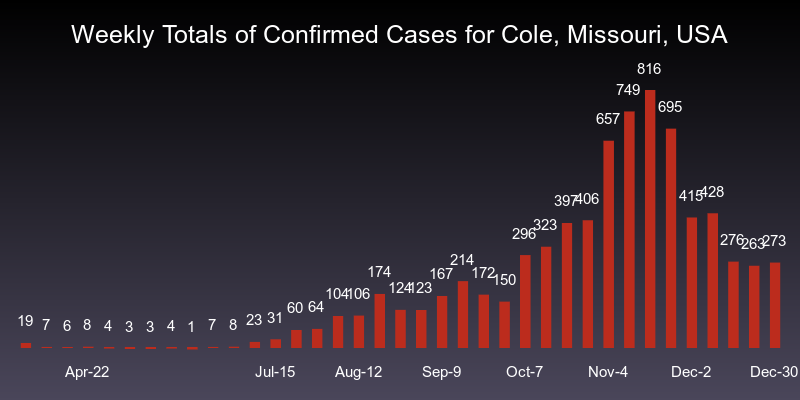 Weekly Totals of Confirmed Cases for Cole, Missouri, USA
19 7 6 8 4 3 3 4 1 7 8 23 31 60 64 104 106 174 124 123 167 214 172 150 296 323 397 406 657 749 816 695 415 428 276 263 273
Apr-22 Jul-15 Aug-12 Sep-9 Oct-7 Nov-4 Dec-2 Dec-30